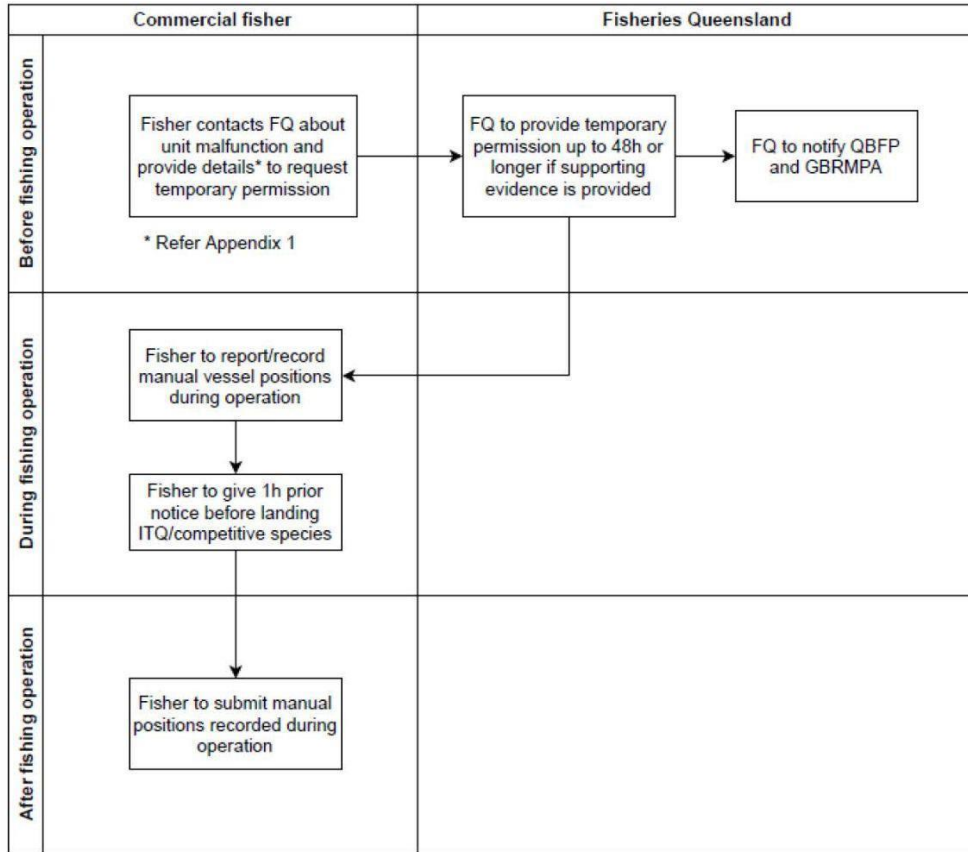 Commercial fisher
Fisheries Queensland
Before fishing operation
Fisher contacts FQ about
unit malfunction and
provide details* to request
temporary permission
* Refer Appendix 1
FQ to provide temporary
permission up to 48h or
longer if supporting
evidence is provided
FQ to notify QBFP
and GBRMPA
During fishing operation
Fisher to report/record
manual vessel positions
during operation
Fisher to give 1h prior
notice before landing
ITQ/competitive species
After fishing operation
Fisher to submit manual
positions recorded during
operation